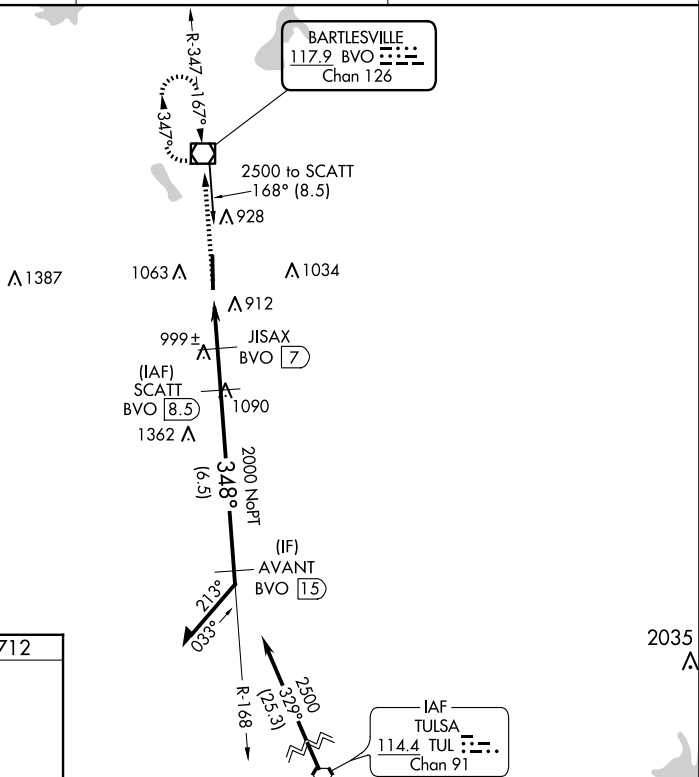 R-347
167°
347°
BARTLESVILLE
117.9 BVO
Chan 126
2500 to SCATT
168° (8.5)
928
1387
1063
1034
912
999±
JISAX
BVO 7
(IAF)
SCATT
BVO 8.5
1090
1362
2000 NoPT
348°
(6.5)
(IF)
AVANT
BVO 15
213°
033°
712
2035
R-168
2500
329°
(25.3)
IAF
TULSA
114.4 TUL
Chan 91